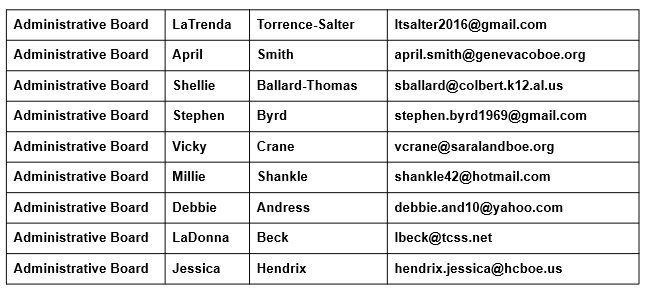 Administrative Board LaTrenda Torrence-Salter ltsalter2016@gmail.com
Administrative Board April Smith april.smith@genevacoboe.org
Administrative Board Shellie Ballard-Thomas sballard@colbert.k12.al.us
Administrative Board Stephen Byrd stephen.byrd1969@gmail.com
Administrative Board Vicky Crane vcrane@saralandboe.org
Administrative Board Millie Shankle shankle42@hotmail.com
Administrative Board Debbie Andress debbie.and10@yahoo.com
Administrative Board LaDonna Beck lbeck@tcss.net
Administrative Board Jessica Hendrix hendrix.jessica@hcboe.us